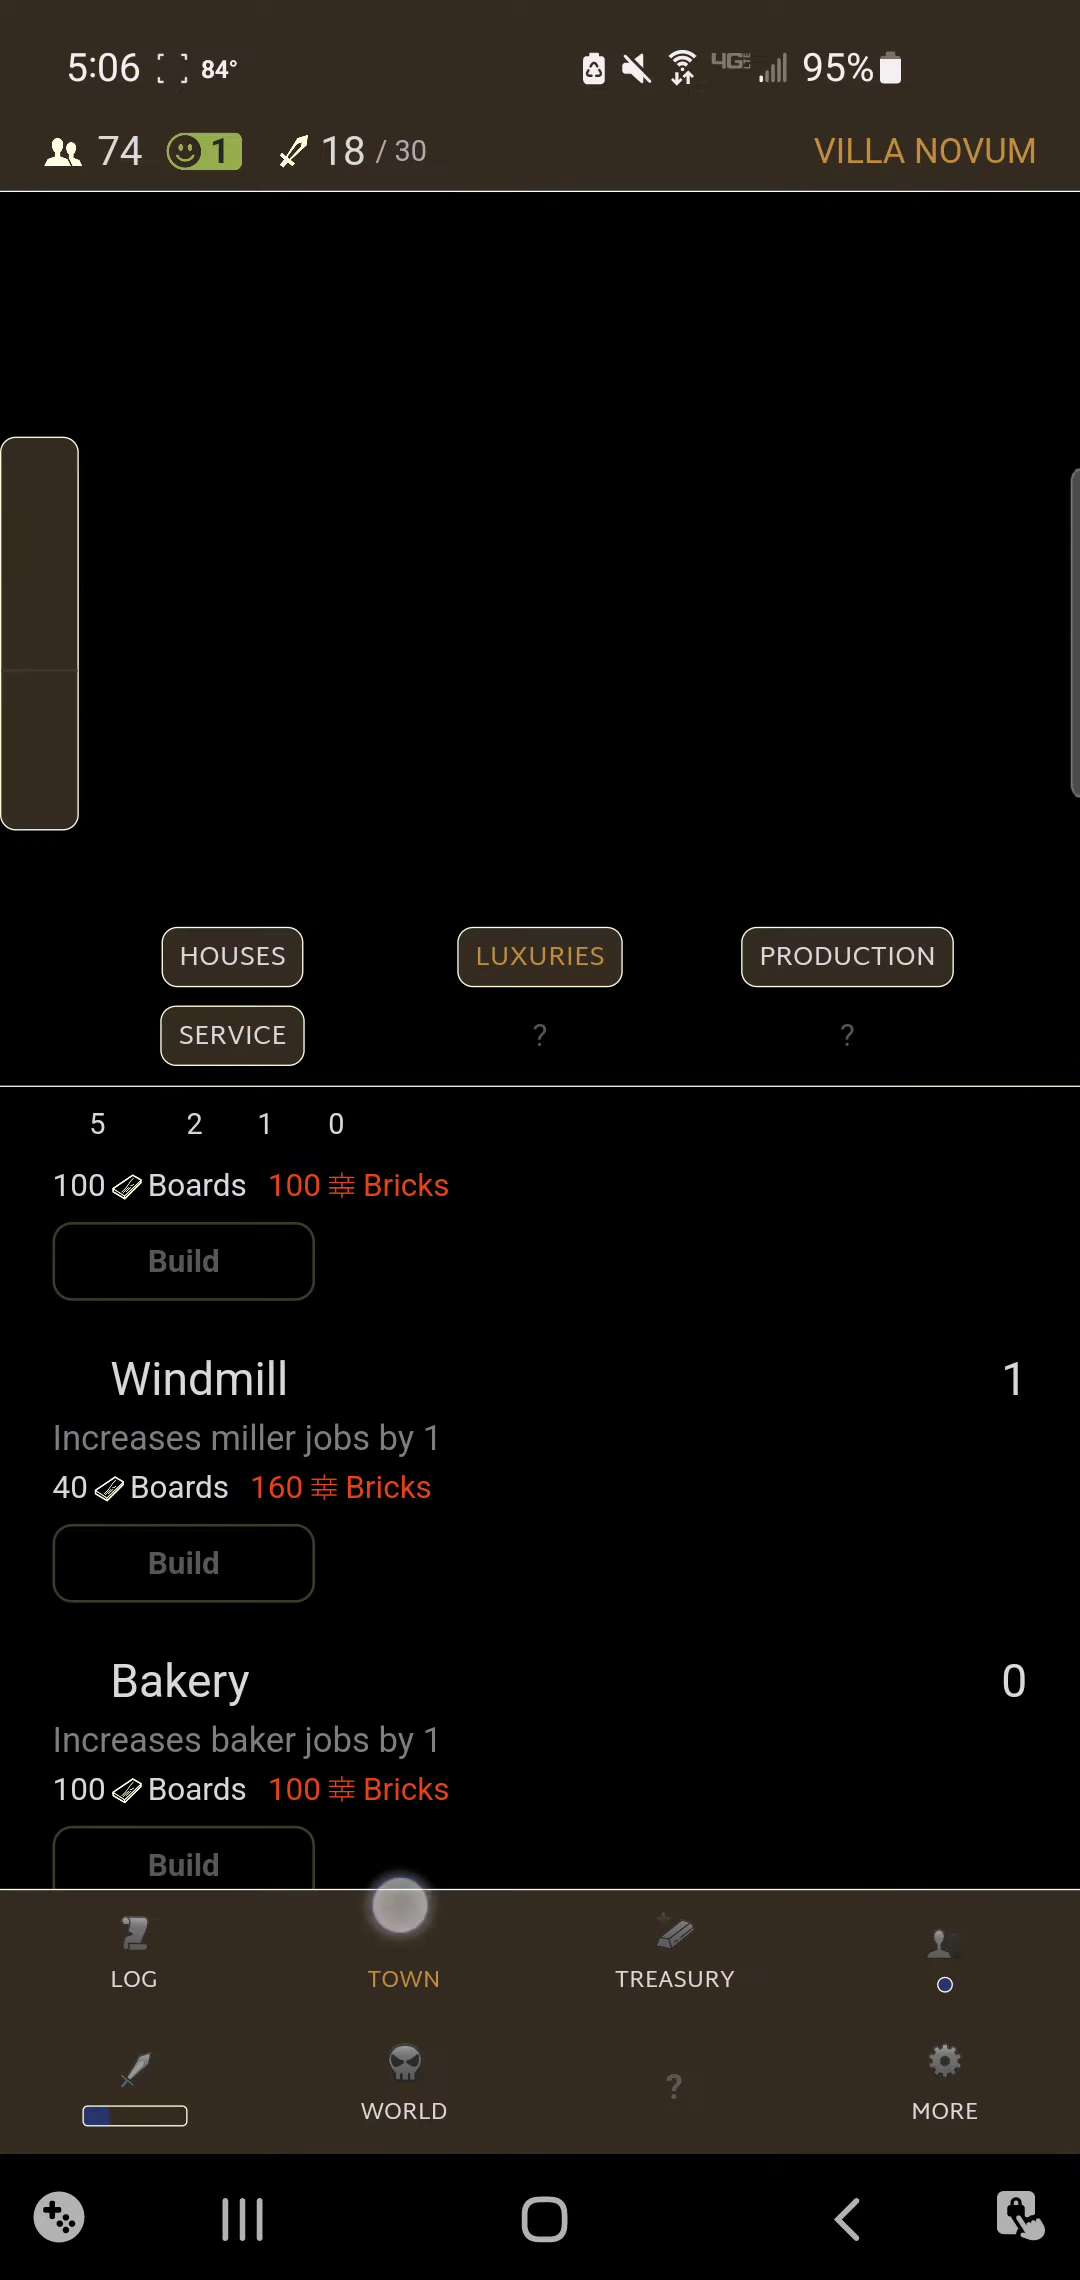 5:06 84° 4G LTE 95%
74 1 18 / 30 VILLA NOVUM
HOUSES LUXURIES PRODUCTION
SERVICE ? ?
5 2 1 0
100 Boards 100 Bricks
Build
Windmill 1
Increases miller jobs by 1
40 Boards 160 Bricks
Build
Bakery 0
Increases baker jobs by 1
100 Boards 100 Bricks
Build
LOG TOWN TREASURY
WORLD ? MORE